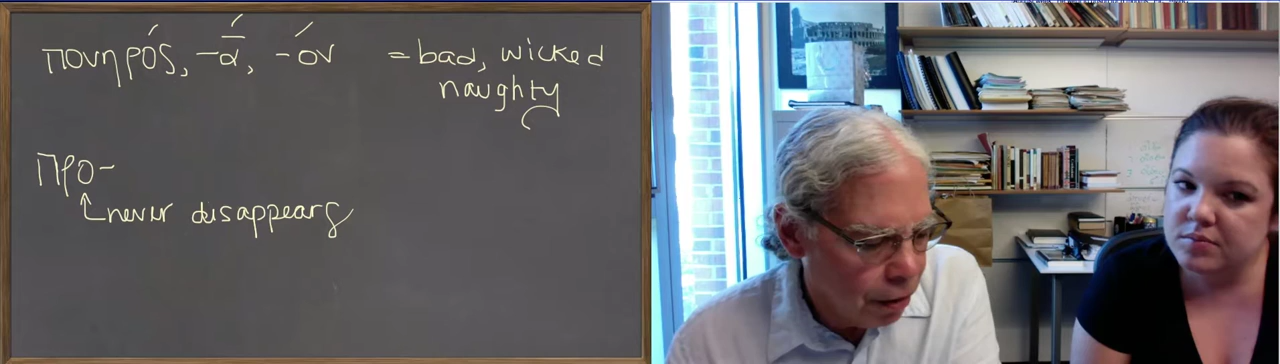 πονηρός, -ά̄, -όν = bad, wicked
naughty
προ-
never disappears